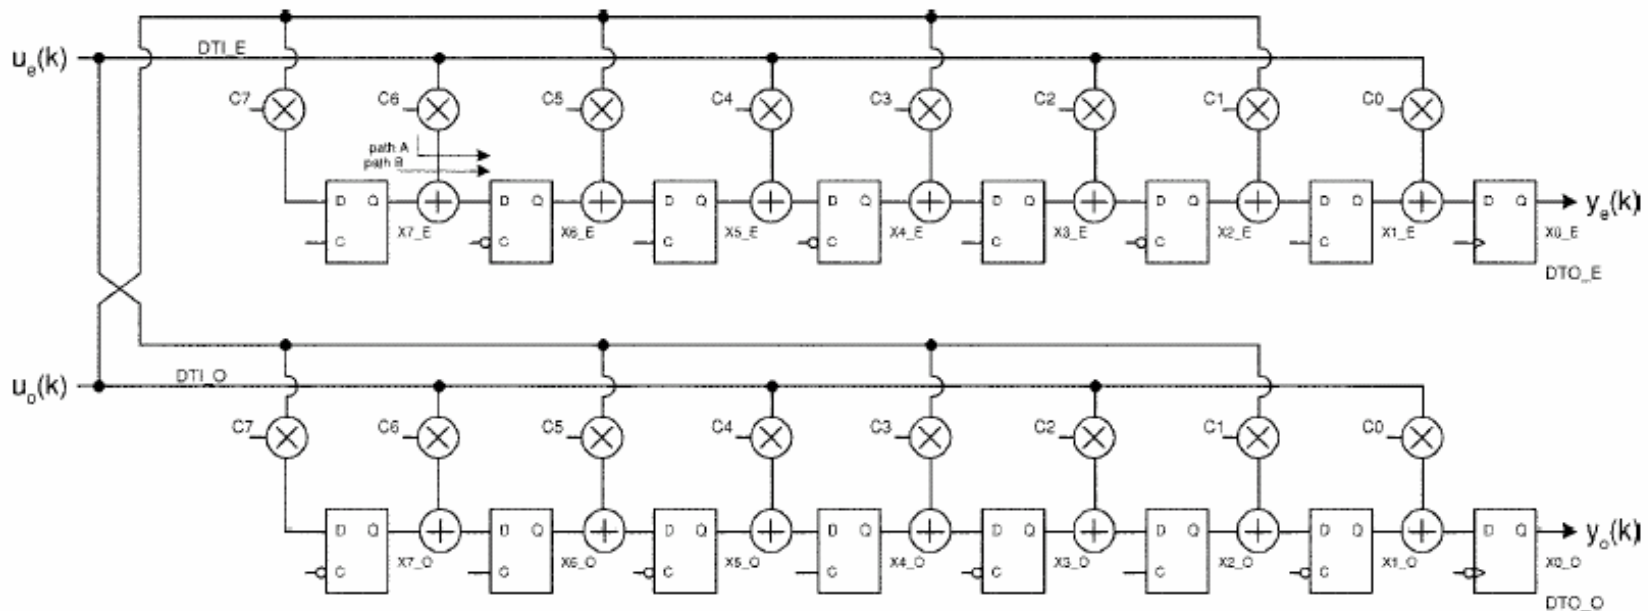 DTI_E
u_e(k)
C7 C6 C5 C4 C3 C2 C1 C0
path A
path B
D Q D Q D Q D Q D Q D Q D Q D Q
y_e(k)
X7_E X6_E X5_E X4_E X3_E X2_E X1_E X0_E
C C C C C C C
DTO_E
DTI_O
u_o(k)
C7 C6 C5 C4 C3 C2 C1 C0
D Q D Q D Q D Q D Q D Q D Q D Q
y_o(k)
X7_O X6_O X5_O X4_O X3_O X2_O X1_O X0_O
C C C C C C C
DTO_O